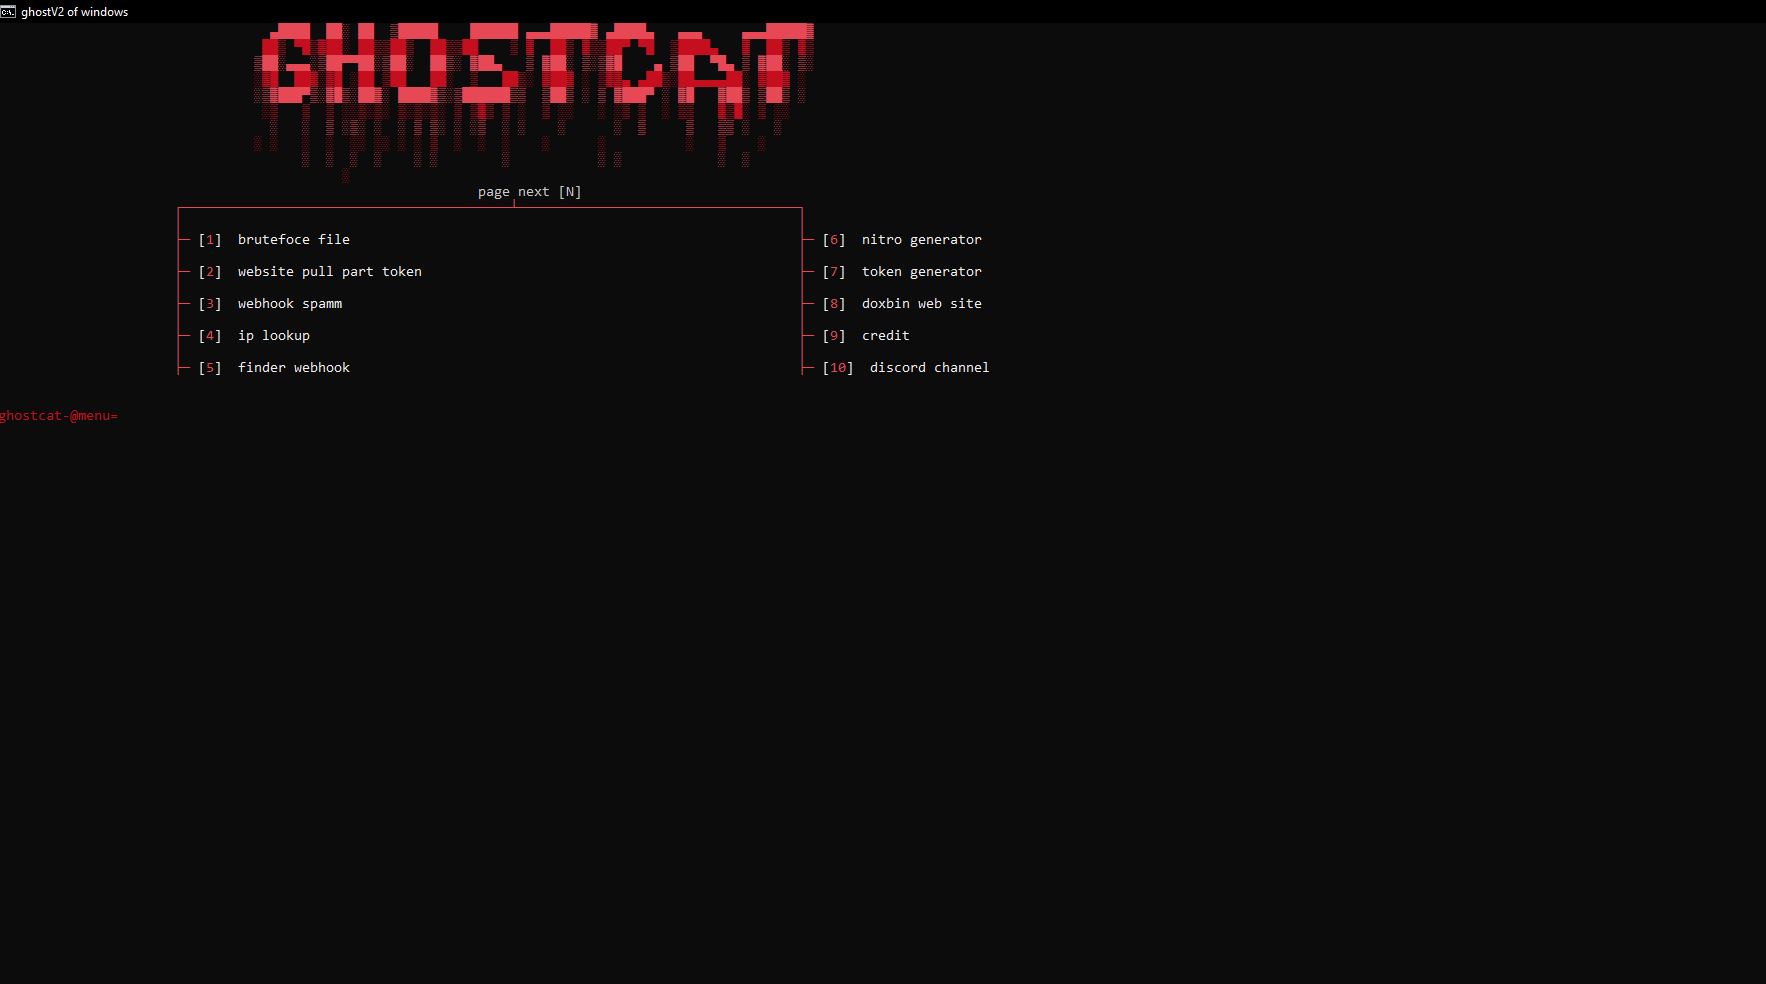 ghostV2 of windows
GHOSTCAT
page next [N]
[1] brutefoce file
[2] website pull part token
[3] webhook spamm
[4] ip lookup
[5] finder webhook
[6] nitro generator
[7] token generator
[8] doxbin web site
[9] credit
[10] discord channel
ghostcat-@menu=